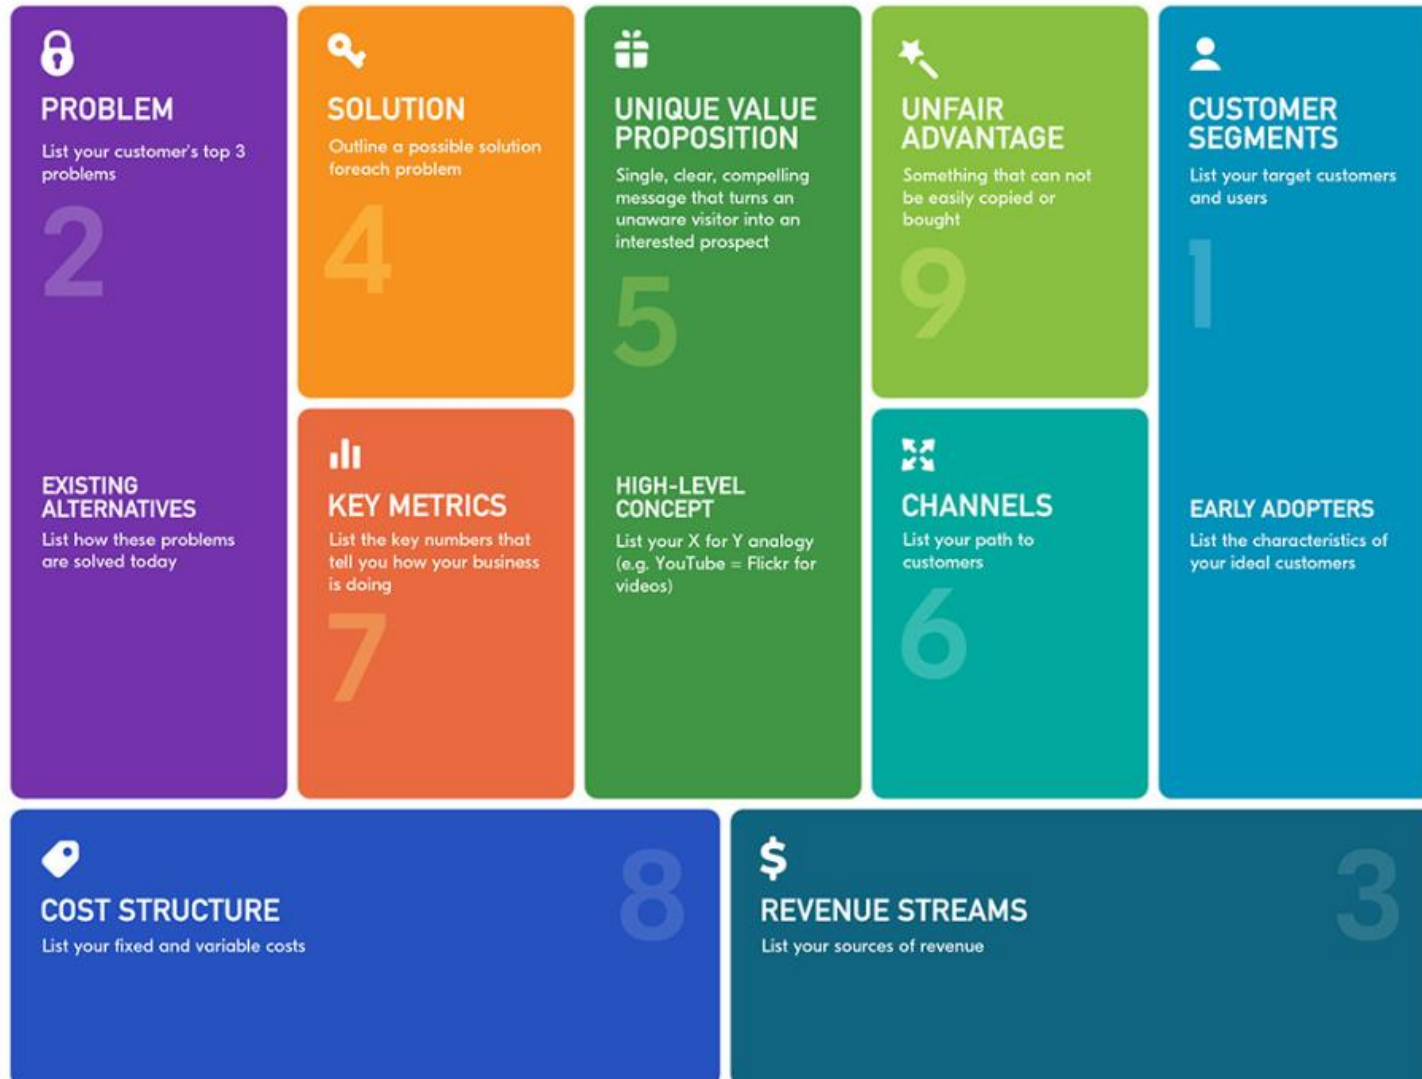 PROBLEM
List your customer's top 3
problems
2
EXISTING
ALTERNATIVES
List how these problems
are solved today
SOLUTION
Outline a possible solution
foreach problem
4
KEY METRICS
List the key numbers that
tell you how your business
is doing
7
UNIQUE VALUE
PROPOSITION
Single, clear, compelling
message that turns an
unaware visitor into an
interested prospect
5
HIGH-LEVEL
CONCEPT
List your X for Y analogy
(e.g. YouTube = Flickr for
videos)
UNFAIR
ADVANTAGE
Something that can not
be easily copied or
bought
9
CHANNELS
List your path to
customers
6
CUSTOMER
SEGMENTS
List your target customers
and users
1
EARLY ADOPTERS
List the characteristics of
your ideal customers
COST STRUCTURE
List your fixed and variable costs
8
$
REVENUE STREAMS
List your sources of revenue
3